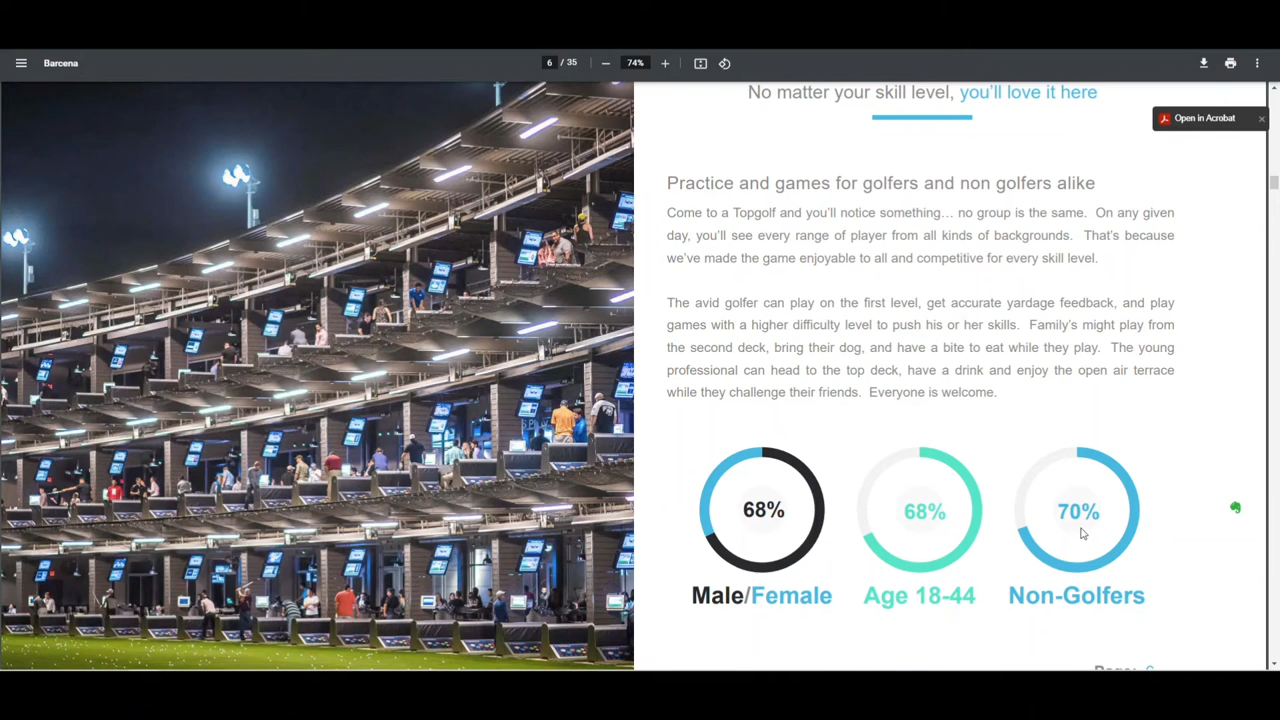 Barcena
6 / 35
74%
No matter your skill level, you'll love it here
Open in Acrobat
Practice and games for golfers and non golfers alike
Come to a Topgolf and you'll notice something… no group is the same. On any given
day, you'll see every range of player from all kinds of backgrounds. That's because
we've made the game enjoyable to all and competitive for every skill level.
The avid golfer can play on the first level, get accurate yardage feedback, and play
games with a higher difficulty level to push his or her skills. Family's might play from
the second deck, bring their dog, and have a bite to eat while they play. The young
professional can head to the top deck, have a drink and enjoy the open air terrace
while they challenge their friends. Everyone is welcome.
68%
68%
70%
Male/Female
Age 18-44
Non-Golfers